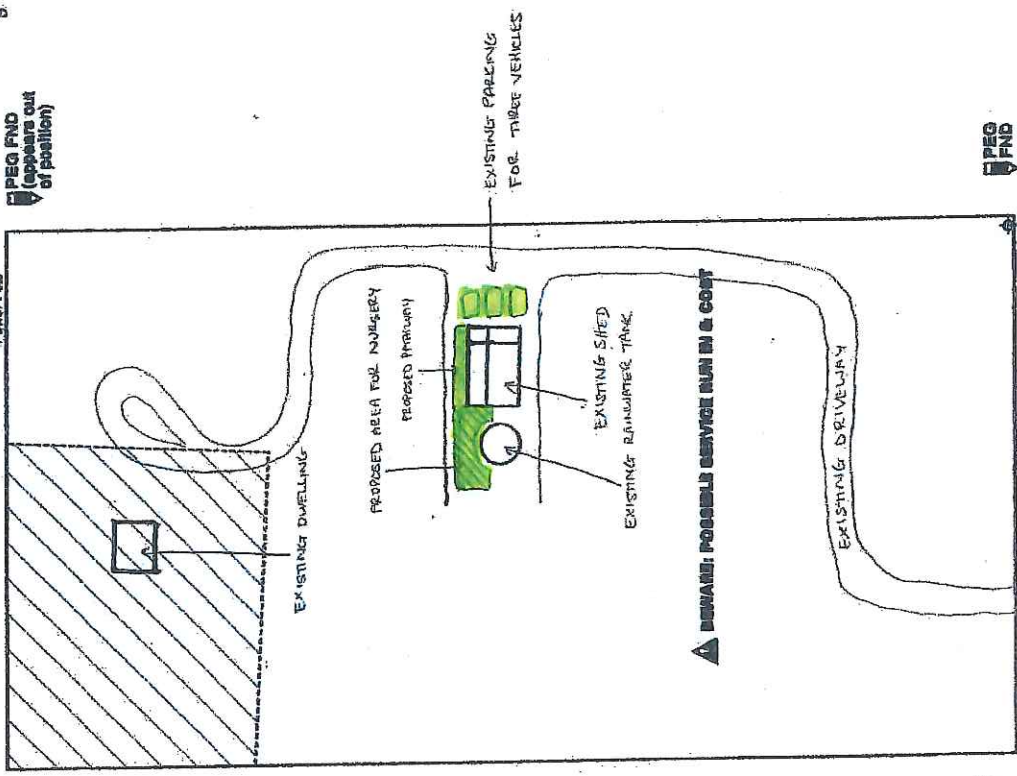 PEG FND
(appears out
of position)
EXISTING PARKING
FOR THREE VEHICLES
PEG
FND
PROPOSED AREA FOR NURSERY
PROPOSED PATHWAY
EXISTING DWELLING
EXISTING SHED
EXISTING RAINWATER TANK
BEWARE: POSSIBLE SERVICE RUN IN & CONT
EXISTING DRIVEWAY